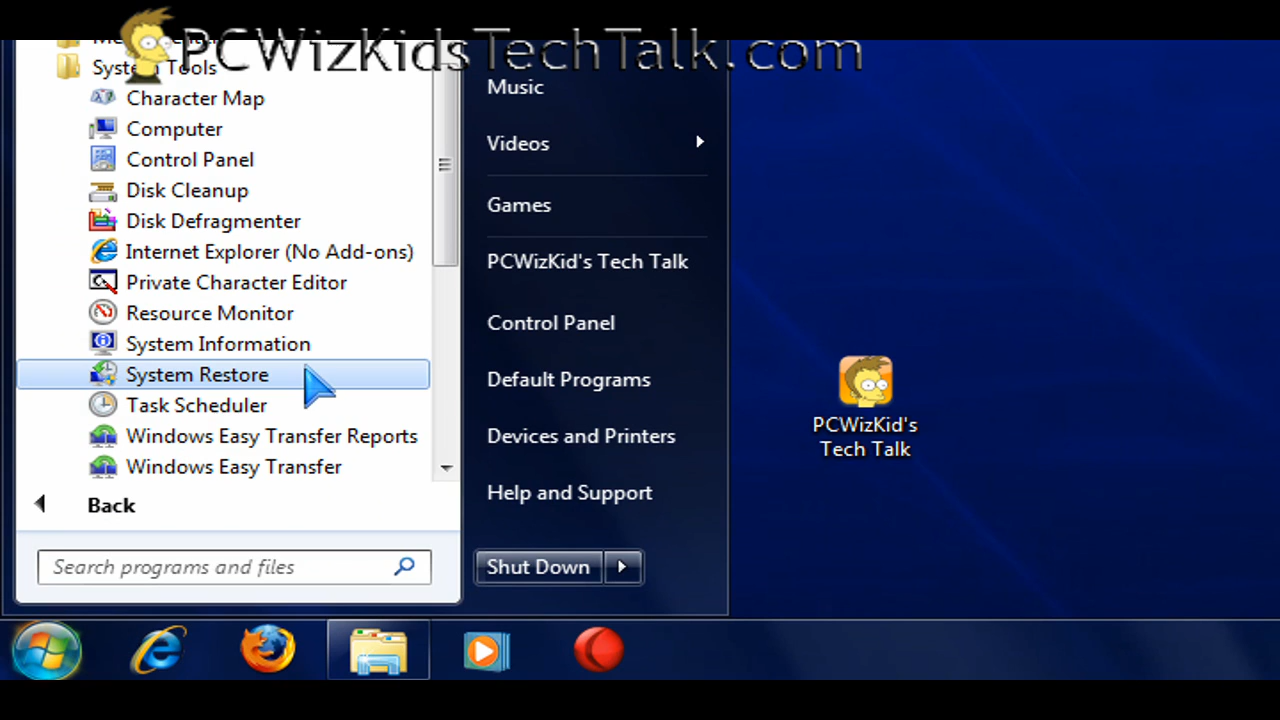 PCWizKidsTechTalk.com
System Tools
Character Map
Computer
Control Panel
Disk Cleanup
Disk Defragmenter
Internet Explorer (No Add-ons)
Private Character Editor
Resource Monitor
System Information
System Restore
Task Scheduler
Windows Easy Transfer Reports
Windows Easy Transfer
Back
Search programs and files
Music
Videos
Games
PCWizKid's Tech Talk
Control Panel
Default Programs
Devices and Printers
Help and Support
Shut Down
PCWizKid's
Tech Talk